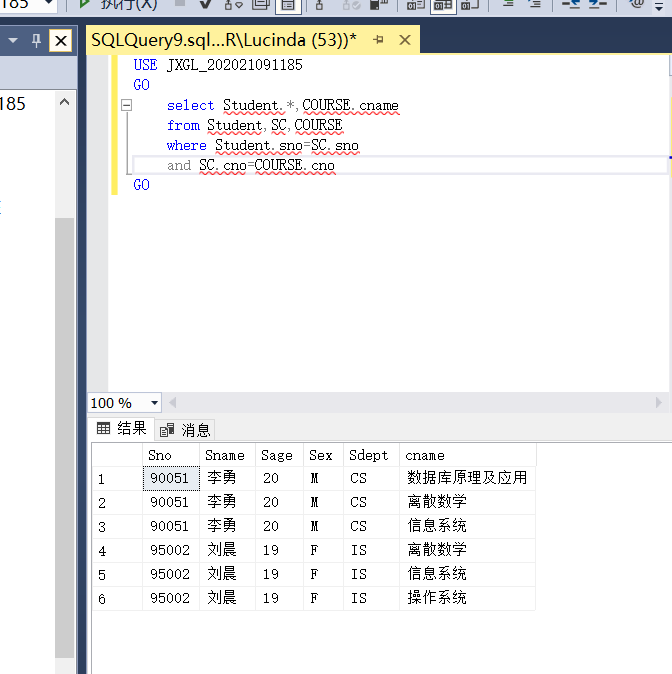 185 执行(X)
SQLQuery9.sql...R\Lucinda (53))*
185
USE JXGL_202021091185
GO
select Student.*,COURSE.cname
from Student,SC,COURSE
where Student.sno=SC.sno
and SC.cno=COURSE.cno
GO
100 %
结果 消息
Sno Sname Sage Sex Sdept cname
1 90051 李勇 20 M CS 数据库原理及应用
2 90051 李勇 20 M CS 离散数学
3 90051 李勇 20 M CS 信息系统
4 95002 刘晨 19 F IS 离散数学
5 95002 刘晨 19 F IS 信息系统
6 95002 刘晨 19 F IS 操作系统